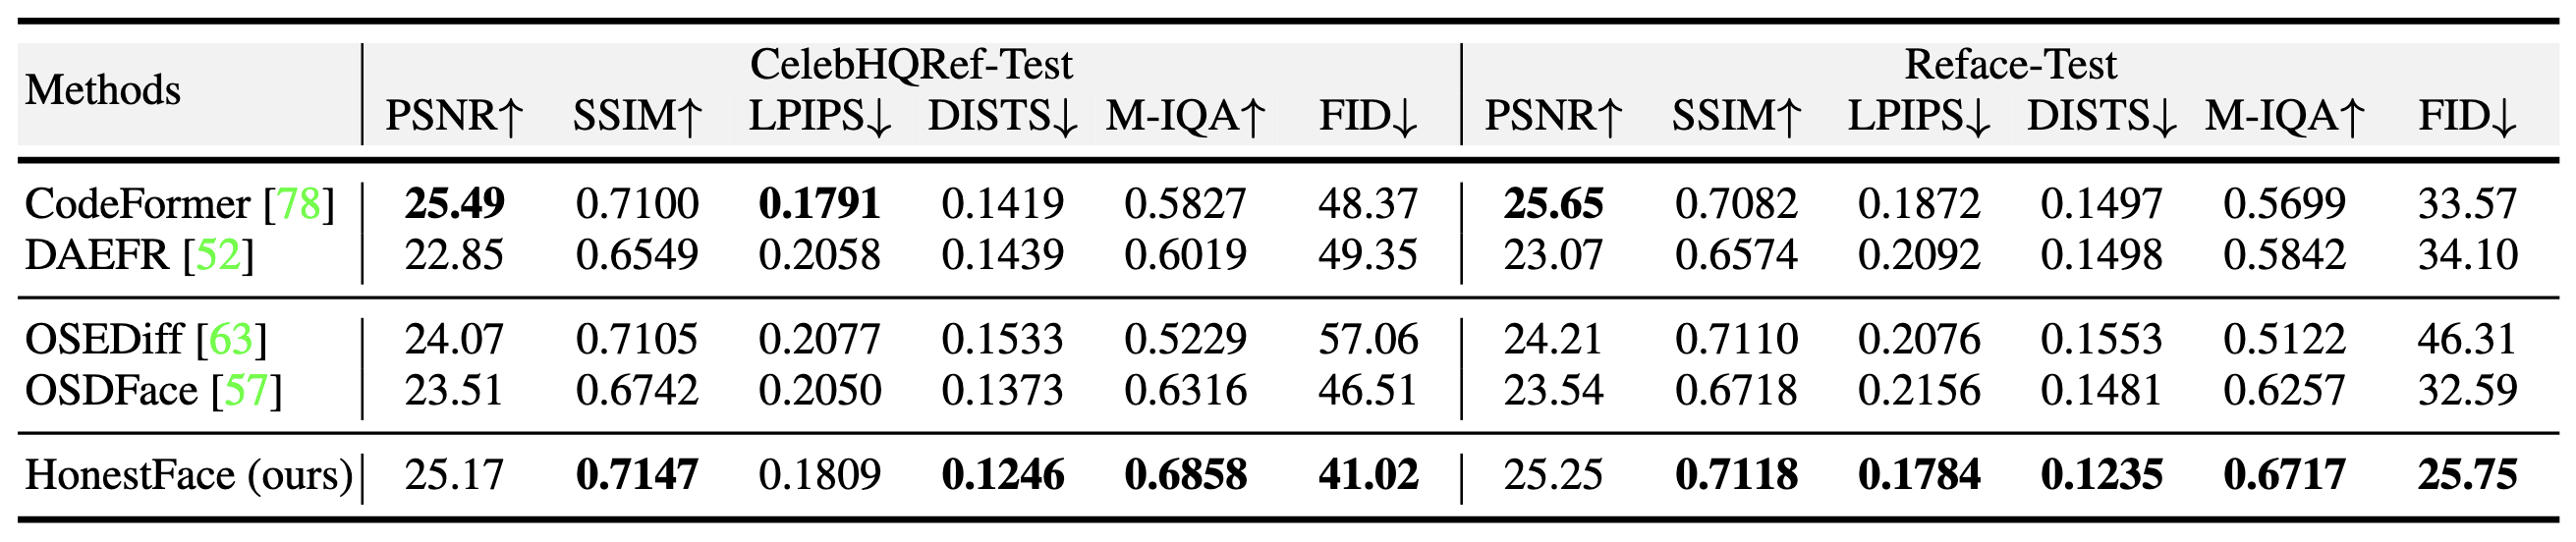 CelebHQRef-Test Reface-Test
Methods
PSNR↑ SSIM↑ LPIPS↓ DISTS↓ M-IQA↑ FID↓ PSNR↑ SSIM↑ LPIPS↓ DISTS↓ M-IQA↑ FID↓
CodeFormer [78] 25.49 0.7100 0.1791 0.1419 0.5827 48.37 25.65 0.7082 0.1872 0.1497 0.5699 33.57
DAEFR [52] 22.85 0.6549 0.2058 0.1439 0.6019 49.35 23.07 0.6574 0.2092 0.1498 0.5842 34.10
OSEDiff [63] 24.07 0.7105 0.2077 0.1533 0.5229 57.06 24.21 0.7110 0.2076 0.1553 0.5122 46.31
OSDFace [57] 23.51 0.6742 0.2050 0.1373 0.6316 46.51 23.54 0.6718 0.2156 0.1481 0.6257 32.59
HonestFace (ours) 25.17 0.7147 0.1809 0.1246 0.6858 41.02 25.25 0.7118 0.1784 0.1235 0.6717 25.75